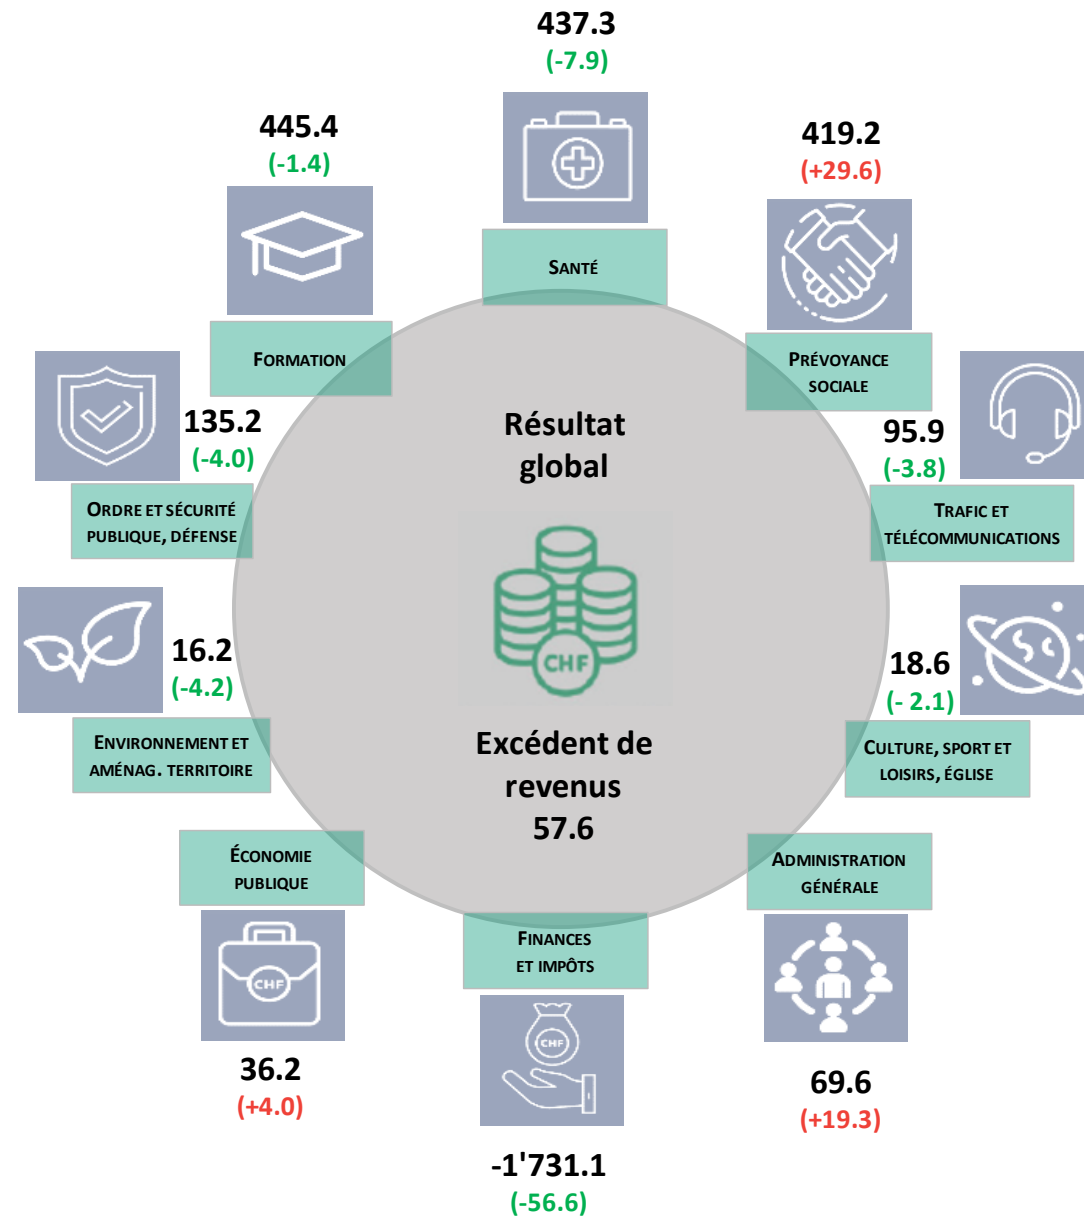 437.3
(-7.9)
SANTÉ
445.4
(-1.4)
FORMATION
419.2
(+29.6)
PRÉVOYANCE
SOCIALE
135.2
(-4.0)
ORDRE ET SÉCURITÉ
PUBLIQUE, DÉFENSE
95.9
(-3.8)
TRAFIC ET
TÉLÉCOMMUNICATIONS
Résultat
global
CHF
Excédent de
revenus
57.6
16.2
(-4.2)
ENVIRONNEMENT ET
AMÉNAG. TERRITOIRE
18.6
(- 2.1)
CULTURE, SPORT ET
LOISIRS, ÉGLISE
ÉCONOMIE
PUBLIQUE
CHF
36.2
(+4.0)
FINANCES
ET IMPÔTS
CHF
-1'731.1
(-56.6)
ADMINISTRATION
GÉNÉRALE
69.6
(+19.3)